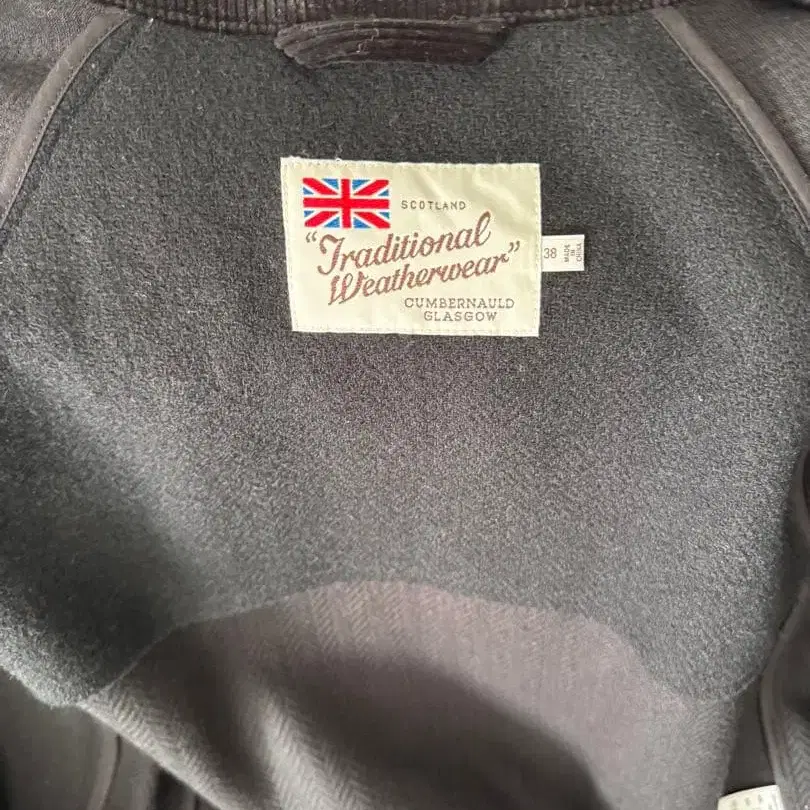 SCOTLAND
"Traditional
Weatherwear"
CUMBERNAULD
GLASGOW
38
MADE
IN
CHINA